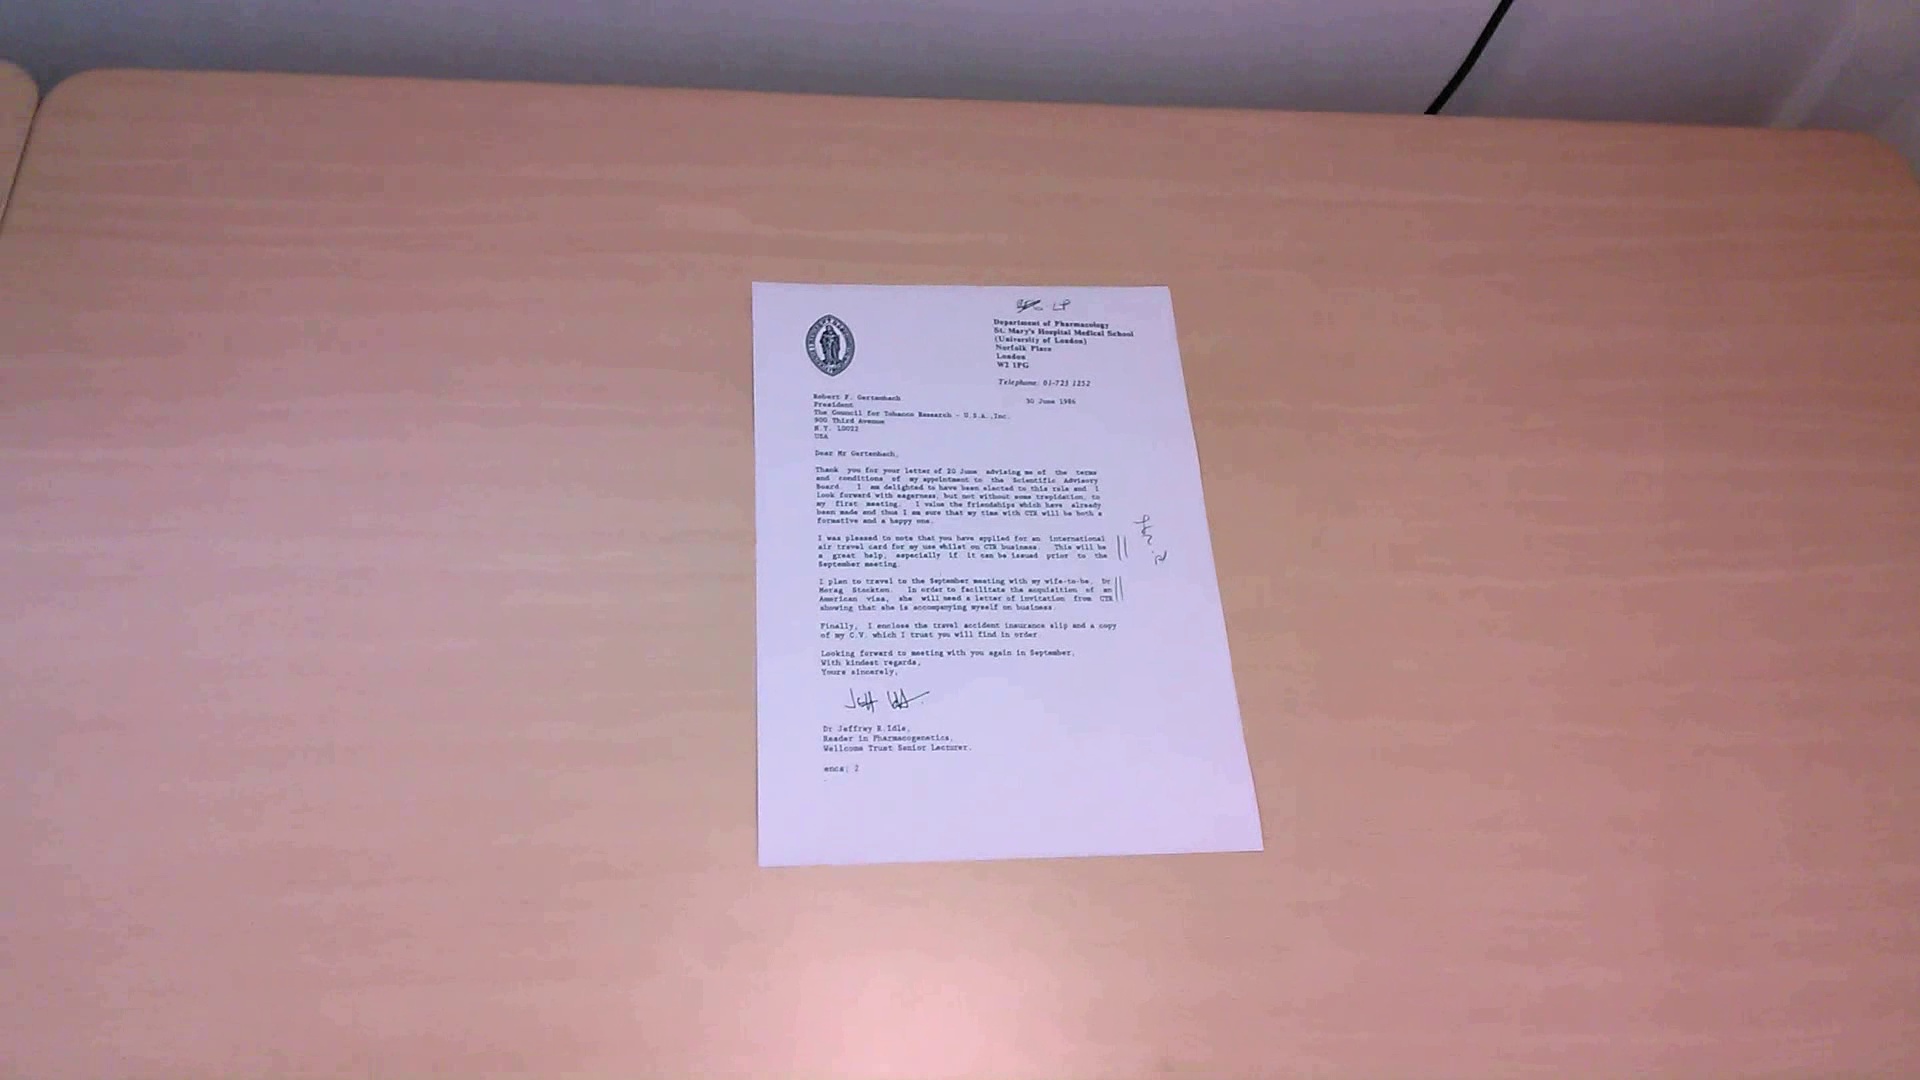 LP
Department of Pharmacology
St. Mary's Hospital Medical School
(University of London)
Norfolk Place
London
W2 1PG
Telephone: 01-723 1252
Robert F. Gertenbach
30 June 1986
President
The Council for Tobacco Research - U.S.A.,Inc.
900 Third Avenue
N.Y. 10022
USA
Dear Mr Gertenbach,
Thank you for your letter of 20 June advising me of the terms
and conditions of my appointment to the Scientific Advisory
Board. I am delighted to have been elected to this role and I
look forward with eagerness, but not without some trepidation, to
my first meeting. I value the friendships which have already
been made and thus I am sure that my time with CTR will be both a
formative and a happy one.
I was pleased to note that you have applied for an international
air travel card for my use whilst on CTR business. This will be
a great help, especially if it can be issued prior to the
September meeting.
I plan to travel to the September meeting with my wife-to-be, Dr
Morag Stockton. In order to facilitate the acquisition of an
American visa, she will need a letter of invitation from CTR
showing that she is accompanying myself on business.
Finally, I enclose the travel accident insurance slip and a copy
of my C.V. which I trust you will find in order.
Looking forward to meeting with you again in September,
With kindest regards,
Yours sincerely,
Jeff Idle
Dr Jeffrey R.Idle,
Reader in Pharmacogenetics,
Wellcome Trust Senior Lecturer.
encs; 2